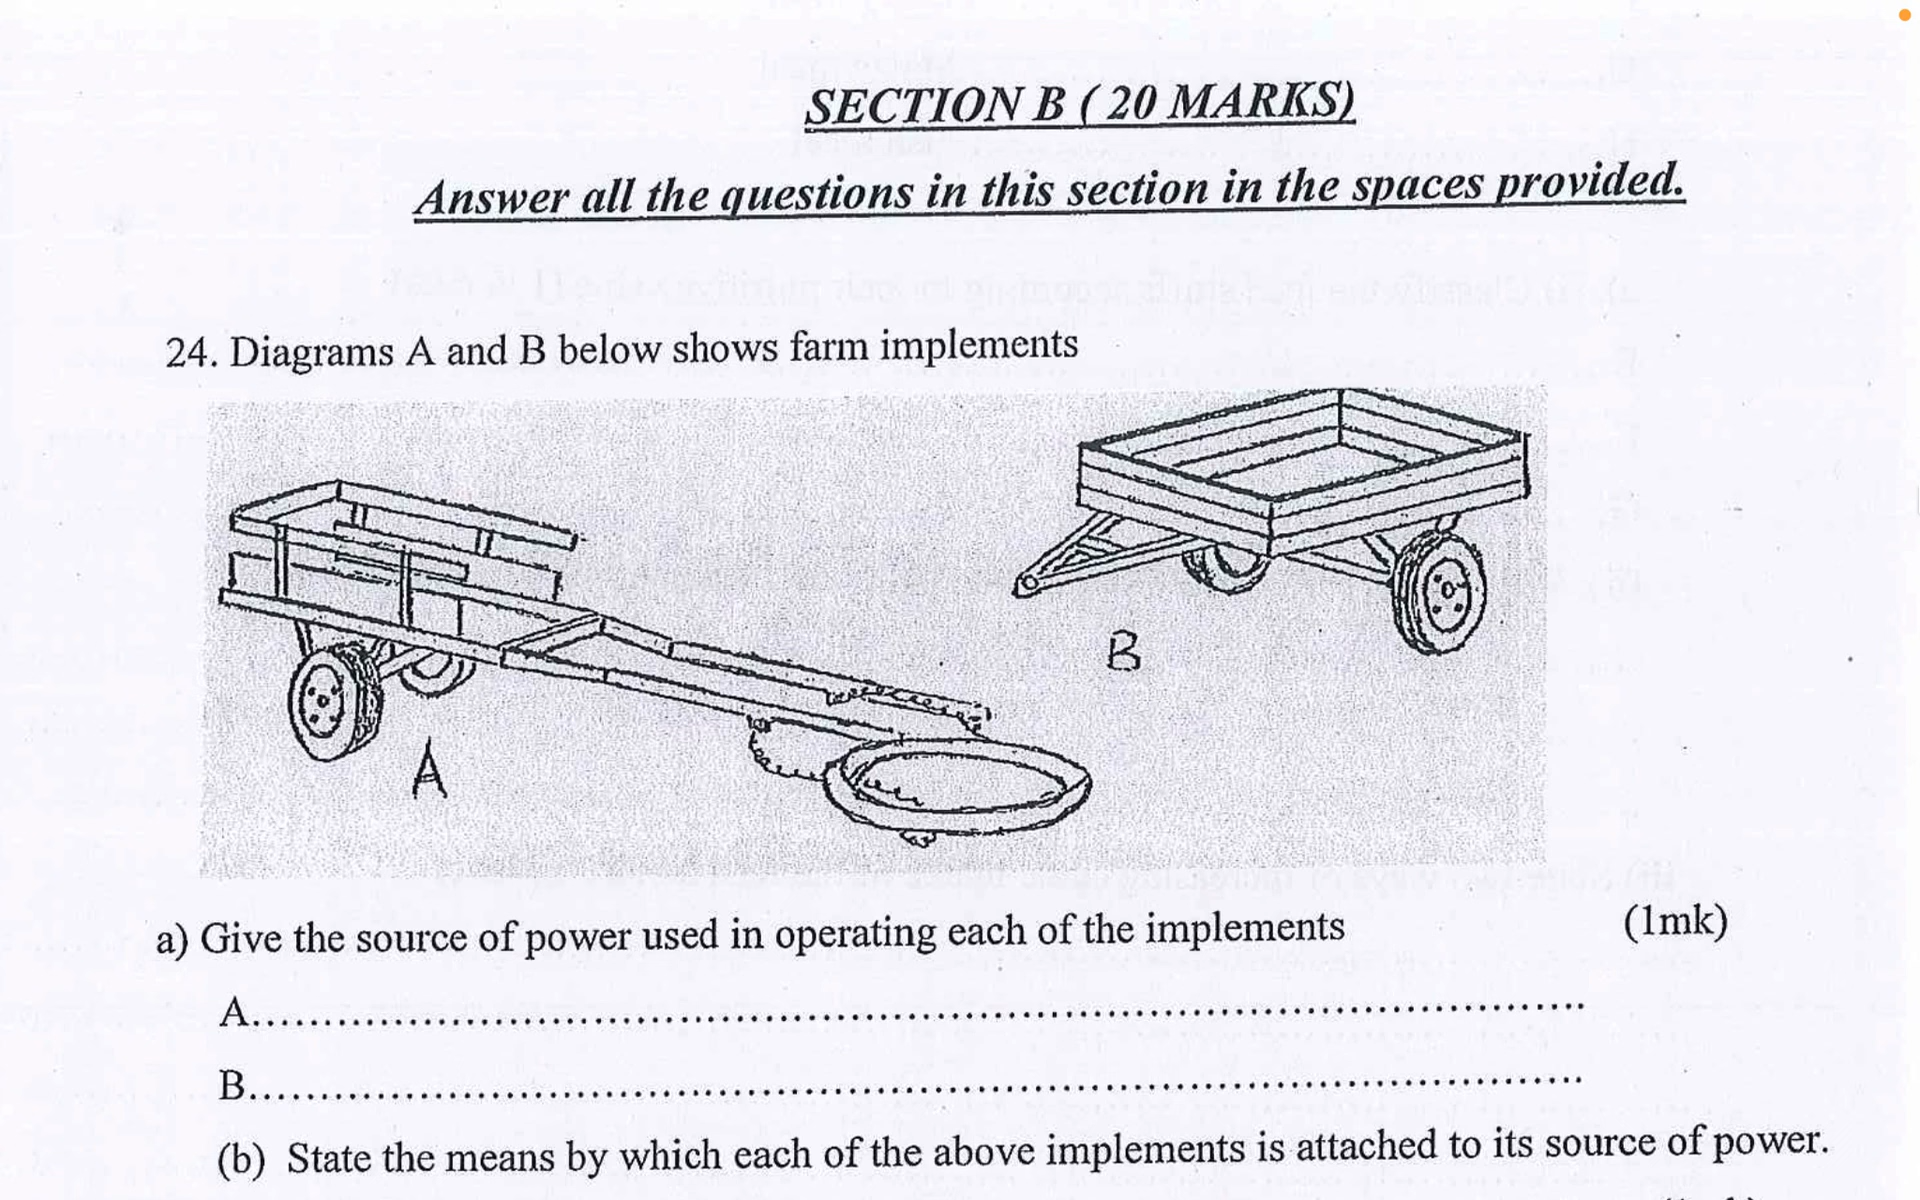 SECTION B ( 20 MARKS)
Answer all the questions in this section in the spaces provided.
24. Diagrams A and B below shows farm implements
B
A
a) Give the source of power used in operating each of the implements (1mk)
A..........................................................................................
B..........................................................................................
(b) State the means by which each of the above implements is attached to its source of power.